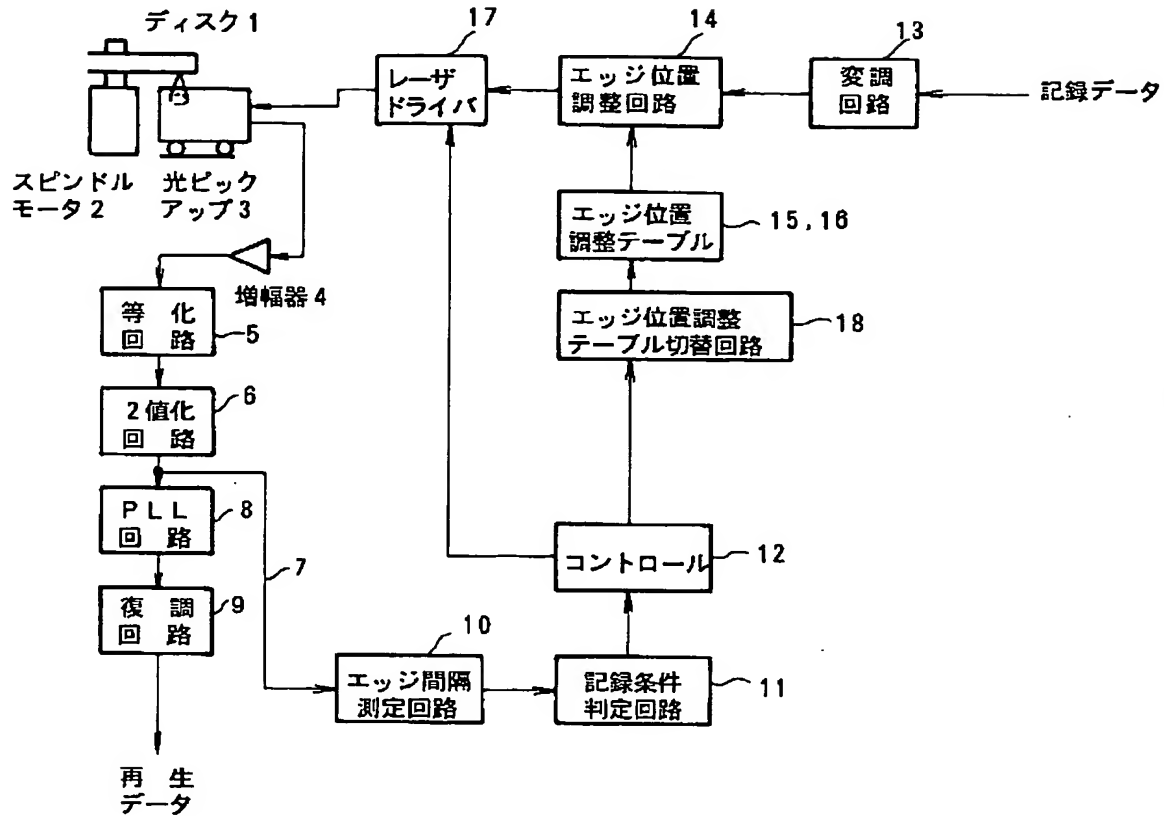 ディスク1
17
14
13
レーザ
ドライバ
エッジ位置
調整回路
変調
回路
記録データ
スピンドル
モータ2
光ピック
アップ3
エッジ位置
調整テーブル
15,16
増幅器4
等化
回路
5
エッジ位置調整
テーブル切替回路
18
2値化
回路
6
PLL
回路
8
7
コントロール
12
復調
回路
9
10
エッジ間隔
測定回路
記録条件
判定回路
11
再生
データ